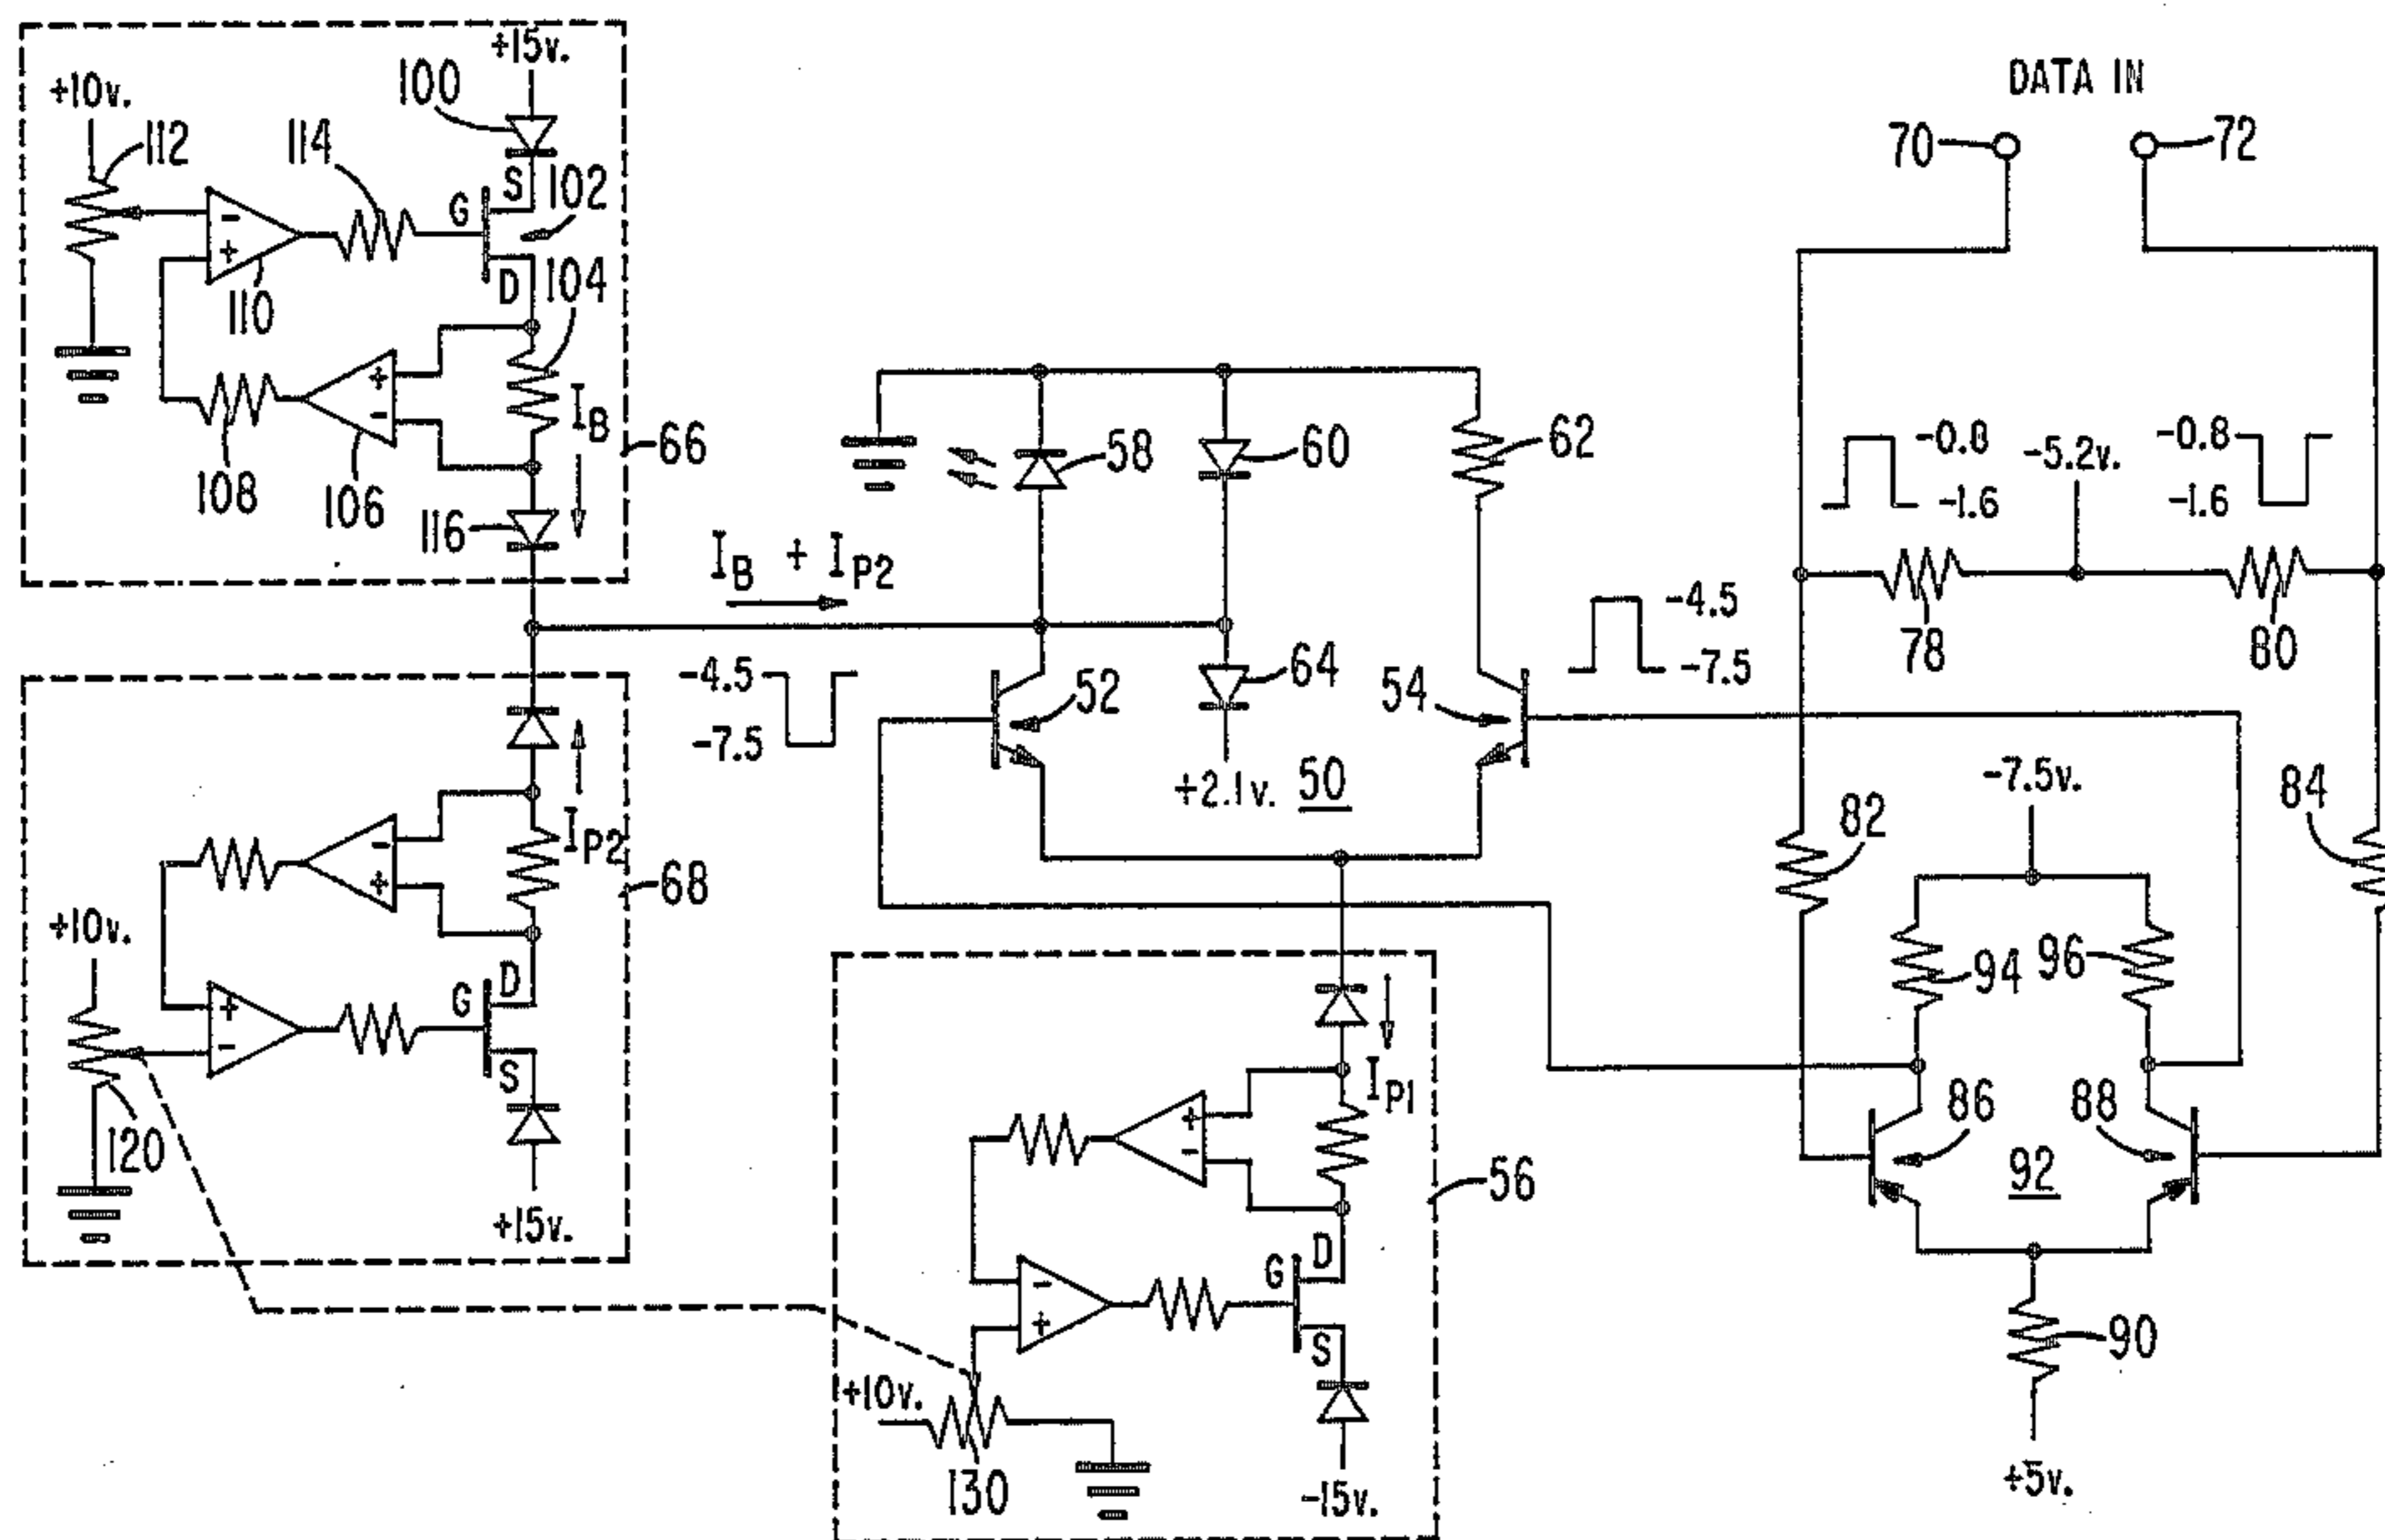 +15v.
+10v.
100
112
114
S
102
G
-
+
110
D
104
+
-
I_B
66
108
106
116
I_B + I_P2
58
60
62
-4.5
-7.5
52
64
54
+2.1v.
50
-4.5
-7.5
DATA IN
70
72
-0.8
-1.6
-5.2v.
-0.8
-1.6
78
80
82
84
-7.5v.
94
96
86
88
92
90
+5v.
I_P2
-
+
68
+10v.
D
G
+
-
S
120
+15v.
I_P1
+
-
56
D
G
-
+
S
+10v.
130
-15v.